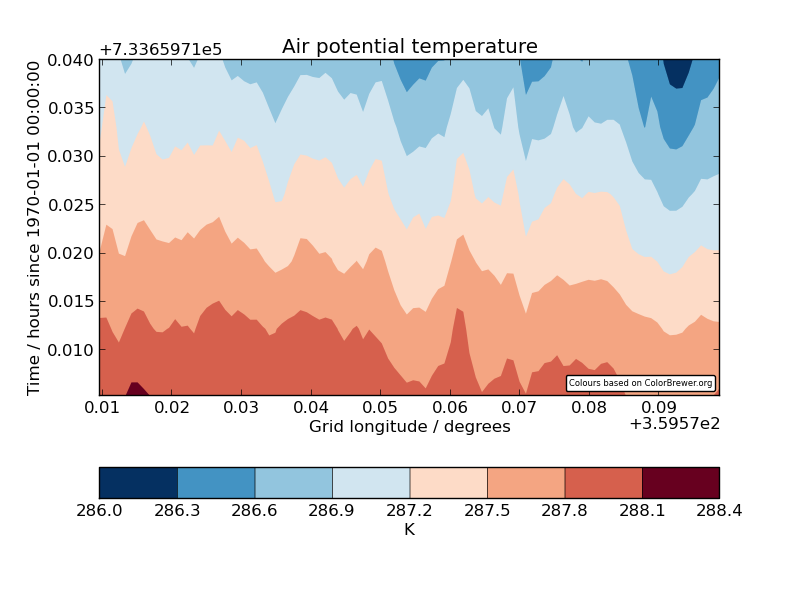 +7.3365971e5
Air potential temperature
0.040
0.035
0.030
0.025
0.020
0.015
0.010
Time / hours since 1970-01-01 00:00:00
Colours based on ColorBrewer.org
0.01 0.02 0.03 0.04 0.05 0.06 0.07 0.08 0.09
Grid longitude / degrees
+3.5957e2
286.0 286.3 286.6 286.9 287.2 287.5 287.8 288.1 288.4
K